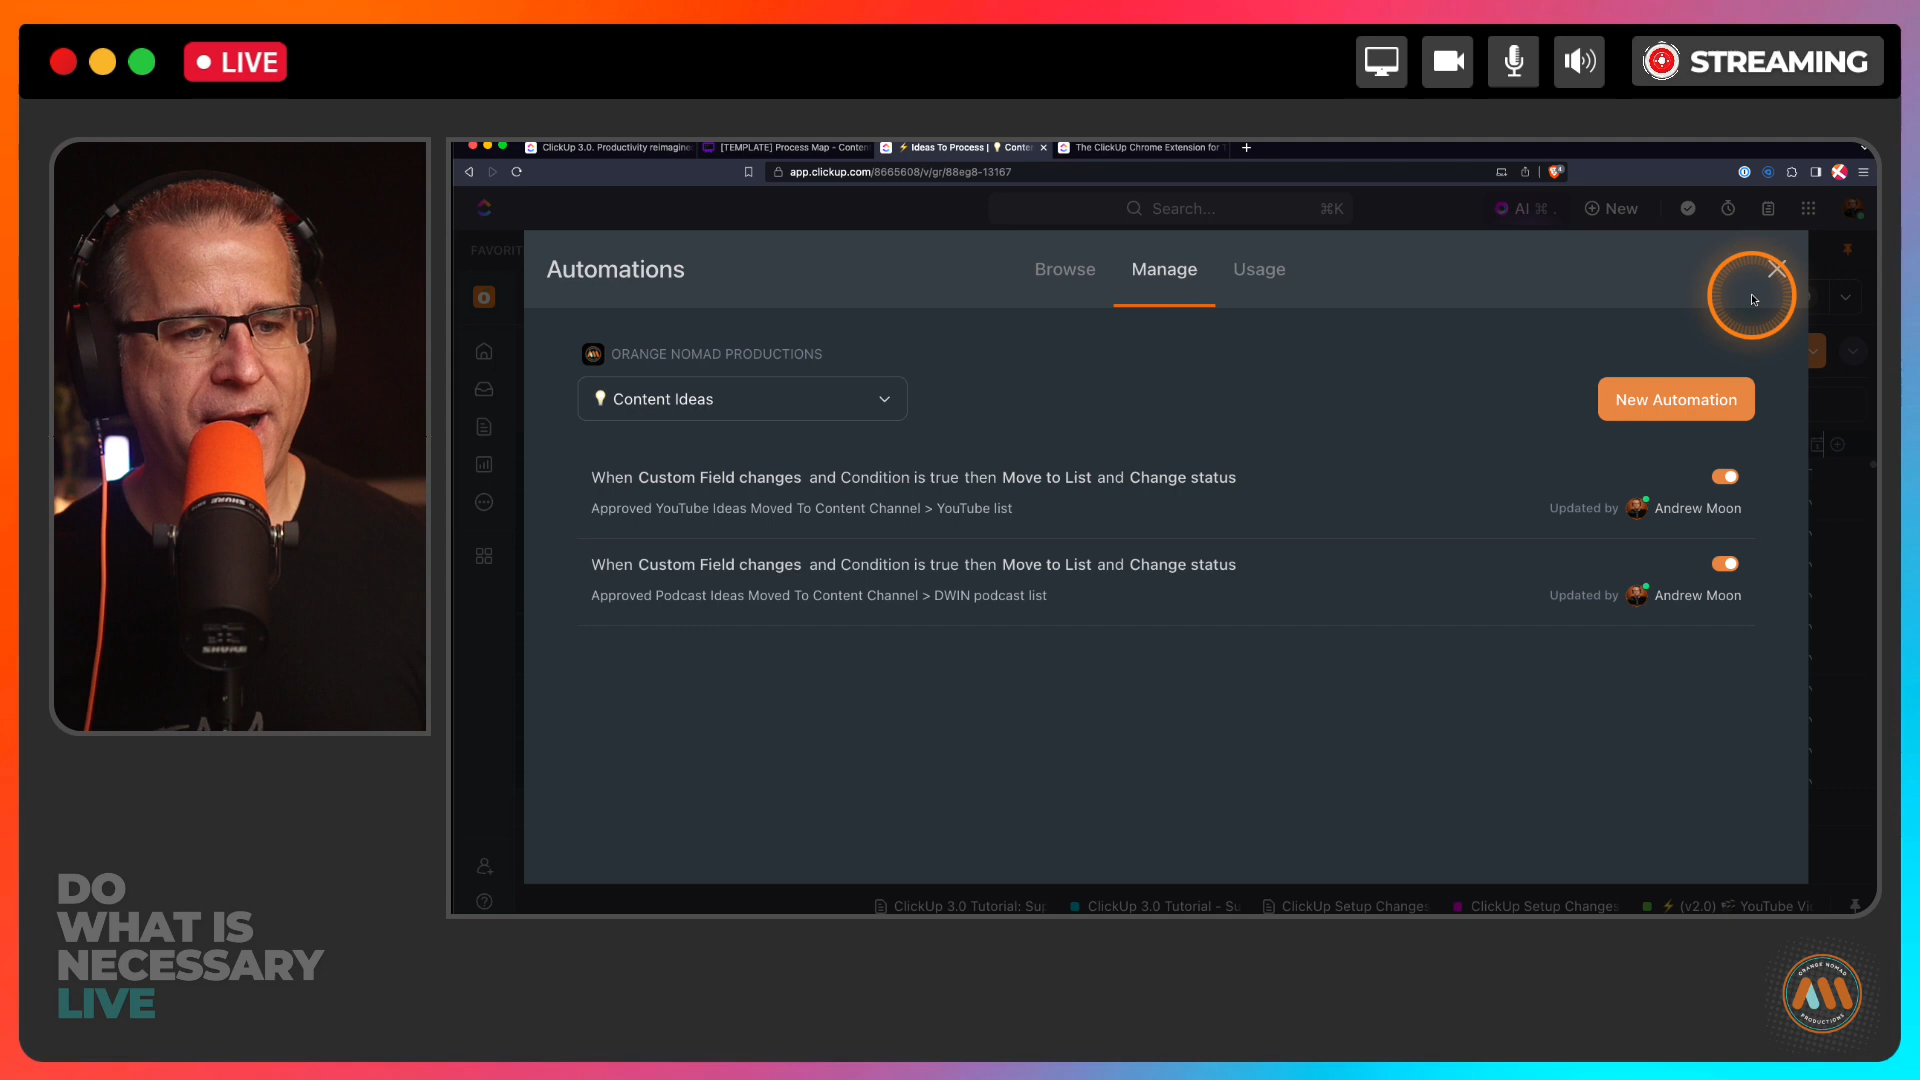 LIVE
STREAMING
ClickUp 3.0. Productivity reimagine
[TEMPLATE] Process Map - Conten
⚡ Ideas To Process | 💡 Conte
The ClickUp Chrome Extension for
app.clickup.com/8665608/v/gr/88eg8-13167
Search... ⌘K
AI ⌘ .
New
FAVORIT
Automations
Browse
Manage
Usage
ORANGE NOMAD PRODUCTIONS
💡 Content Ideas
New Automation
When Custom Field changes and Condition is true then Move to List and Change status
Approved YouTube Ideas Moved To Content Channel > YouTube list
Updated by Andrew Moon
When Custom Field changes and Condition is true then Move to List and Change status
Approved Podcast Ideas Moved To Content Channel > DWIN podcast list
Updated by Andrew Moon
ClickUp 3.0 Tutorial: Sup
ClickUp 3.0 Tutorial - Su
ClickUp Setup Changes
ClickUp Setup Changes
⚡ (v2.0) YouTube Vi
SHURE
SHURE
DO
WHAT IS
NECESSARY
LIVE
ORANGE NOMAD
PRODUCTIONS